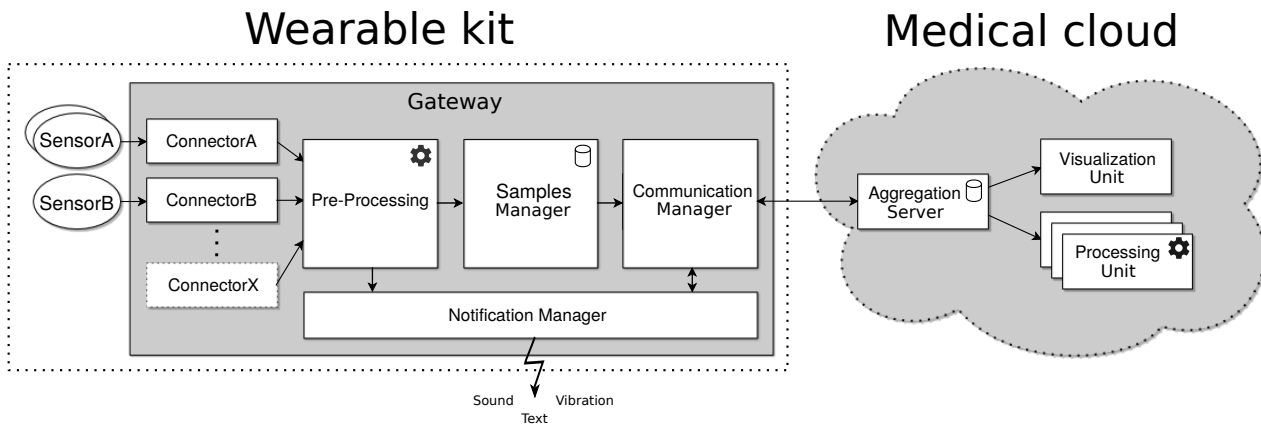 Wearable kit
Medical cloud
Gateway
SensorA
SensorB
ConnectorA
ConnectorB
ConnectorX
Pre-Processing
Samples
Manager
Communication
Manager
Notification Manager
Sound
Vibration
Text
Aggregation
Server
Visualization
Unit
Processing
Unit